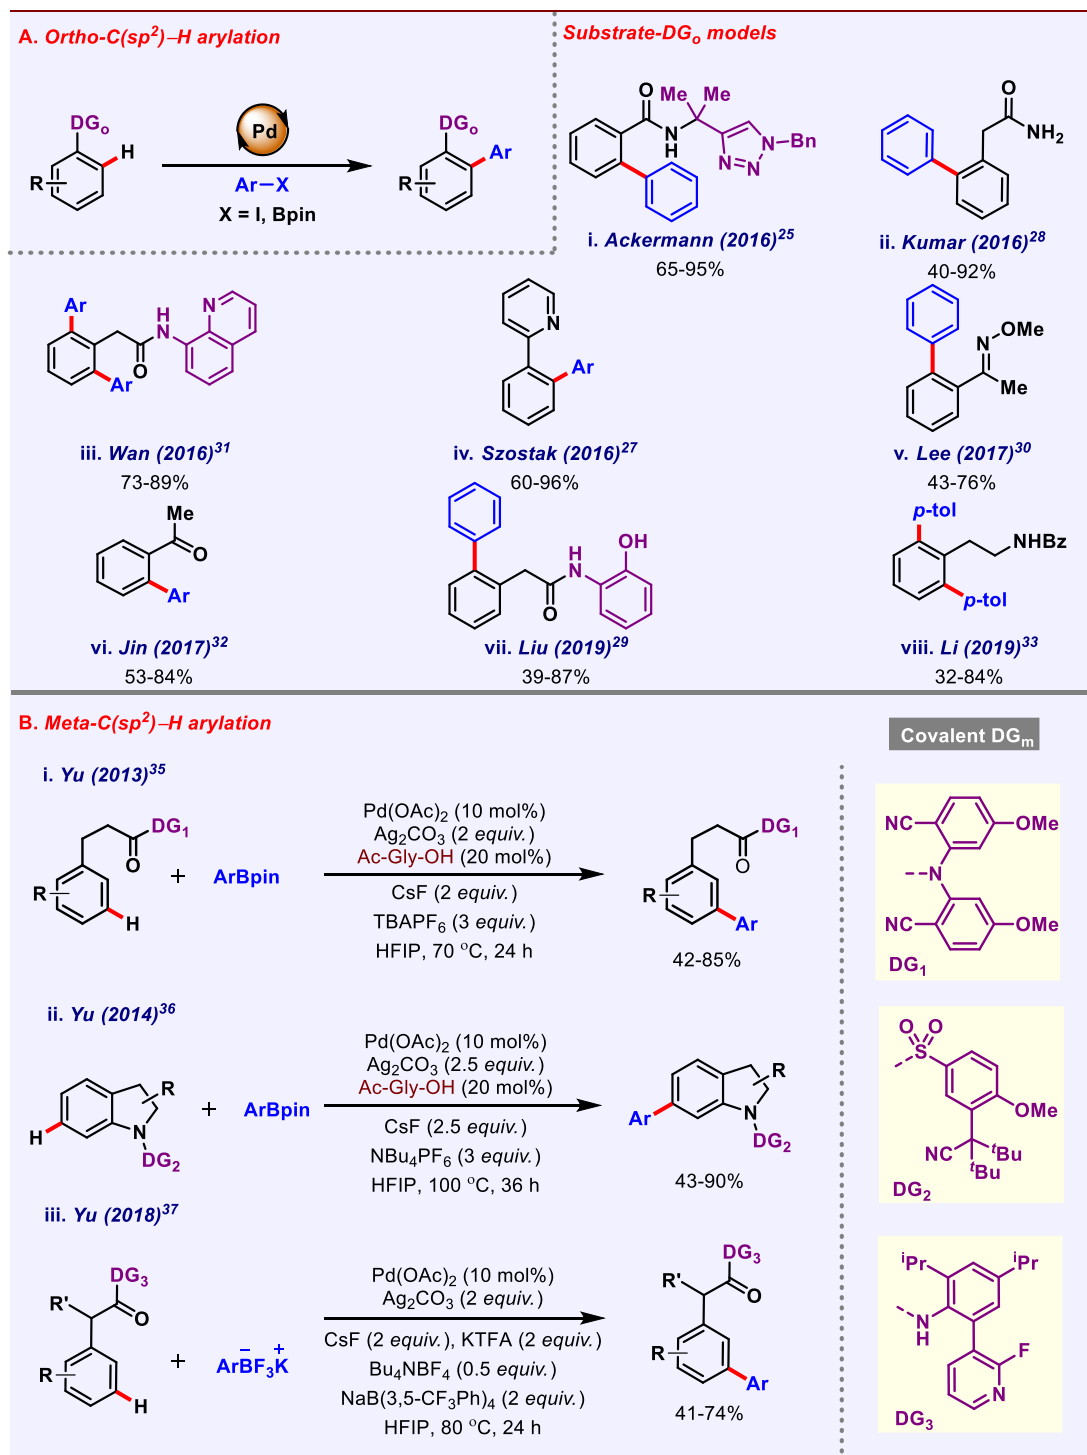 A. Ortho-C(sp²)–H arylation
Substrate-DGₒ models
DGₒ
H
R
Pd
Ar–X
X = I, Bpin
DGₒ
Ar
R
O
Me
Me
N
H
N
N=N
Bn
i. Ackermann (2016)²⁵
65-95%
O
NH₂
ii. Kumar (2016)²⁸
40-92%
Ar
H
N
N
O
Ar
iii. Wan (2016)³¹
73-89%
N
Ar
iv. Szostak (2016)²⁷
60-96%
N
OMe
Me
v. Lee (2017)³⁰
43-76%
Me
O
Ar
vi. Jin (2017)³²
53-84%
H
N
OH
O
vii. Liu (2019)²⁹
39-87%
p-tol
NHBz
p-tol
viii. Li (2019)³³
32-84%
B. Meta-C(sp²)–H arylation
Covalent DGₘ
i. Yu (2013)³⁵
DG₁
O
R
H
+
ArBpin
Pd(OAc)₂ (10 mol%)
Ag₂CO₃ (2 equiv.)
Ac-Gly-OH (20 mol%)
CsF (2 equiv.)
TBAPF₆ (3 equiv.)
HFIP, 70 °C, 24 h
DG₁
O
R
Ar
42-85%
NC
OMe
N
NC
OMe
DG₁
ii. Yu (2014)³⁶
R
H
N
DG₂
+
ArBpin
Pd(OAc)₂ (10 mol%)
Ag₂CO₃ (2.5 equiv.)
Ac-Gly-OH (20 mol%)
CsF (2.5 equiv.)
NBu₄PF₆ (3 equiv.)
HFIP, 100 °C, 36 h
R
Ar
N
DG₂
43-90%
O O
S
OMe
NC
ᵗBu
ᵗBu
DG₂
iii. Yu (2018)³⁷
DG₃
R'
O
R
H
+
ArBF₃K
− +
Pd(OAc)₂ (10 mol%)
Ag₂CO₃ (2 equiv.)
CsF (2 equiv.), KTFA (2 equiv.)
Bu₄NBF₄ (0.5 equiv.)
NaB(3,5-CF₃Ph)₄ (2 equiv.)
HFIP, 80 °C, 24 h
DG₃
R'
O
R
Ar
41-74%
ⁱPr
ⁱPr
N
H
F
N
DG₃